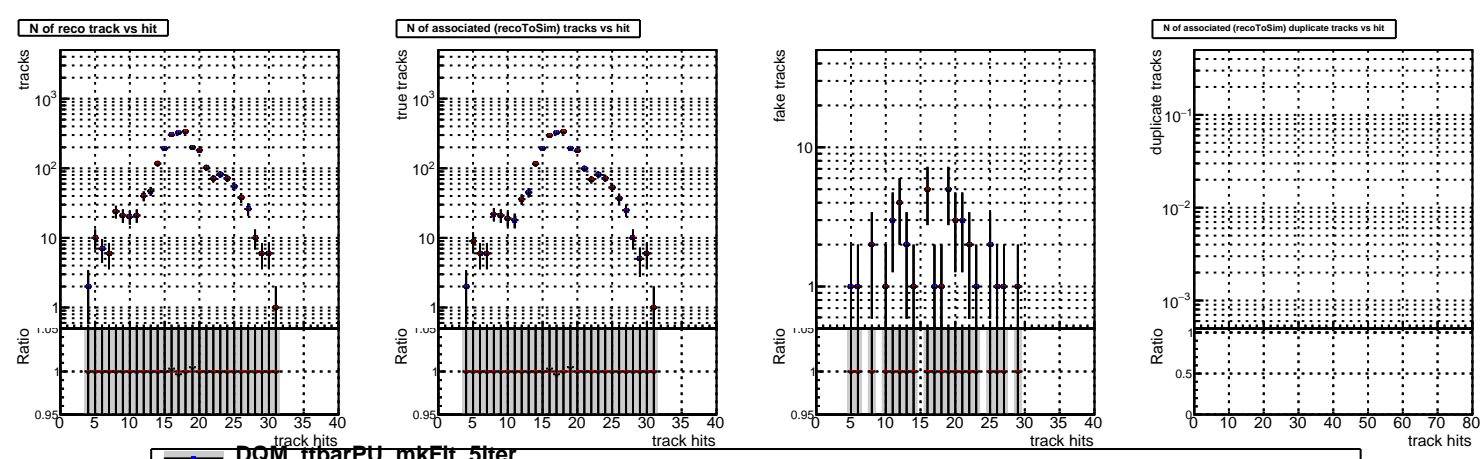 N of reco track vs hit
tracks
10³
10²
10
1
1.05
Ratio
1
0.95
0 5 10 15 20 25 30 35 40
track hits
N of associated (recoToSim) tracks vs hit
true tracks
10³
10²
10
1
1.05
Ratio
1
0.95
0 5 10 15 20 25 30 35 40
track hits
fake tracks
10
1
1.05
Ratio
1
0.95
0 5 10 15 20 25 30 35 40
track hits
N of associated (recoToSim) duplicate tracks vs hit
duplicate tracks
10⁻¹
10⁻²
10⁻³
Ratio
1
0.5
0
0 10 20 30 40 50 60 70 80
track hits
DQM_ttbarPU_mkFit_5iter